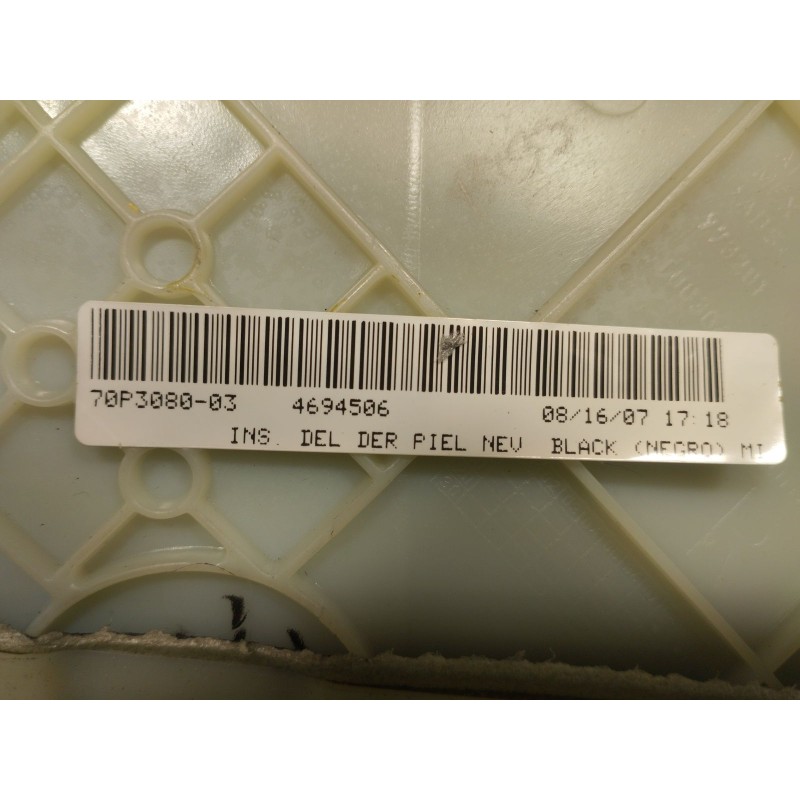 70P3080-03 4694506 08/16/07 17:18
INS. DEL DER PIEL NEV BLACK (NEGRO) MI